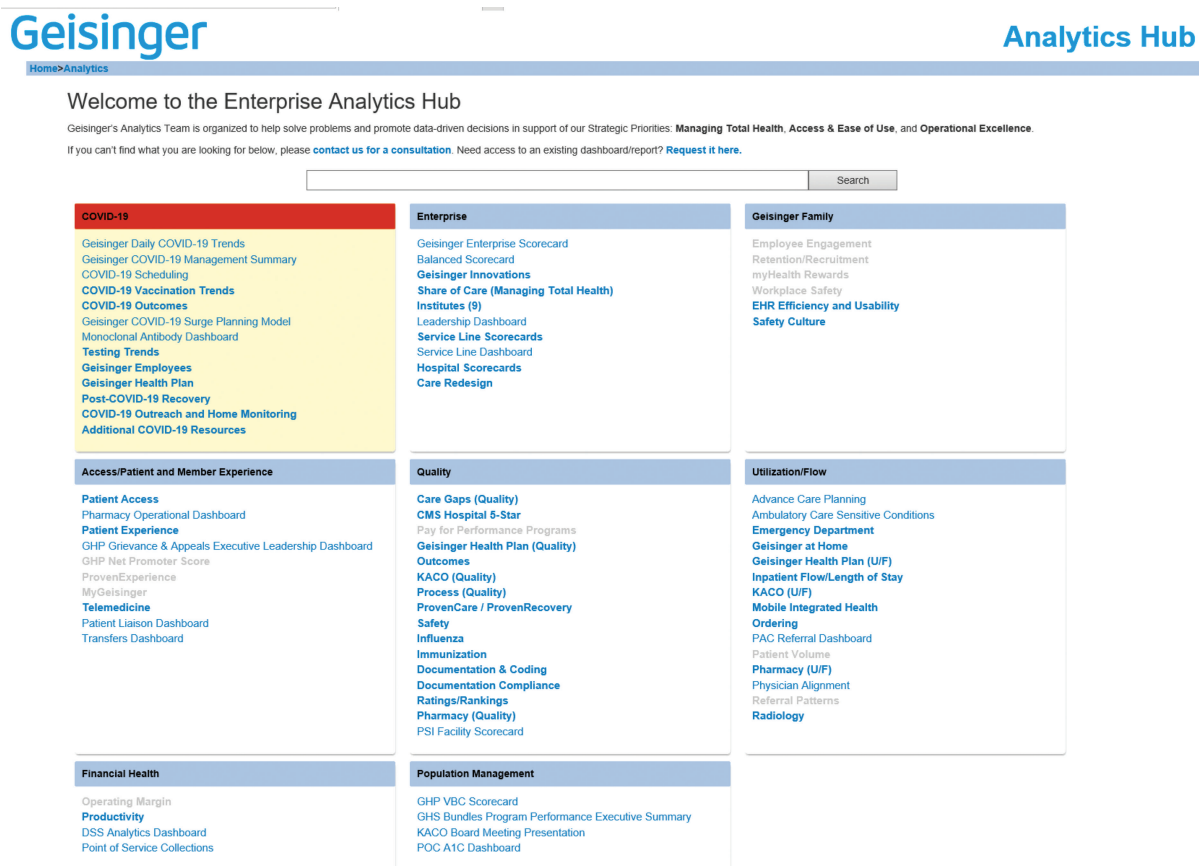 Geisinger
Analytics Hub
Home>Analytics
Welcome to the Enterprise Analytics Hub
Geisinger's Analytics Team is organized to help solve problems and promote data-driven decisions in support of our Strategic Priorities: Managing Total Health, Access & Ease of Use, and Operational Excellence.
If you can't find what you are looking for below, please contact us for a consultation. Need access to an existing dashboard/report? Request it here.
Search
COVID-19
Geisinger Daily COVID-19 Trends
Geisinger COVID-19 Management Summary
COVID-19 Scheduling
COVID-19 Vaccination Trends
COVID-19 Outcomes
Geisinger COVID-19 Surge Planning Model
Monoclonal Antibody Dashboard
Testing Trends
Geisinger Employees
Geisinger Health Plan
Post-COVID-19 Recovery
COVID-19 Outreach and Home Monitoring
Additional COVID-19 Resources
Enterprise
Geisinger Enterprise Scorecard
Balanced Scorecard
Geisinger Innovations
Share of Care (Managing Total Health)
Institutes (9)
Leadership Dashboard
Service Line Scorecards
Service Line Dashboard
Hospital Scorecards
Care Redesign
Geisinger Family
Employee Engagement
Retention/Recruitment
myHealth Rewards
Workplace Safety
EHR Efficiency and Usability
Safety Culture
Access/Patient and Member Experience
Patient Access
Pharmacy Operational Dashboard
Patient Experience
GHP Grievance & Appeals Executive Leadership Dashboard
GHP Net Promoter Score
ProvenExperience
MyGeisinger
Telemedicine
Patient Liaison Dashboard
Transfers Dashboard
Quality
Care Gaps (Quality)
CMS Hospital 5-Star
Pay for Performance Programs
Geisinger Health Plan (Quality)
Outcomes
KACO (Quality)
Process (Quality)
ProvenCare / ProvenRecovery
Safety
Influenza
Immunization
Documentation & Coding
Documentation Compliance
Ratings/Rankings
Pharmacy (Quality)
PSI Facility Scorecard
Utilization/Flow
Advance Care Planning
Ambulatory Care Sensitive Conditions
Emergency Department
Geisinger at Home
Geisinger Health Plan (U/F)
Inpatient Flow/Length of Stay
KACO (U/F)
Mobile Integrated Health
Ordering
PAC Referral Dashboard
Patient Volume
Pharmacy (U/F)
Physician Alignment
Referral Patterns
Radiology
Financial Health
Operating Margin
Productivity
DSS Analytics Dashboard
Point of Service Collections
Population Management
GHP VBC Scorecard
GHS Bundles Program Performance Executive Summary
KACO Board Meeting Presentation
POC A1C Dashboard